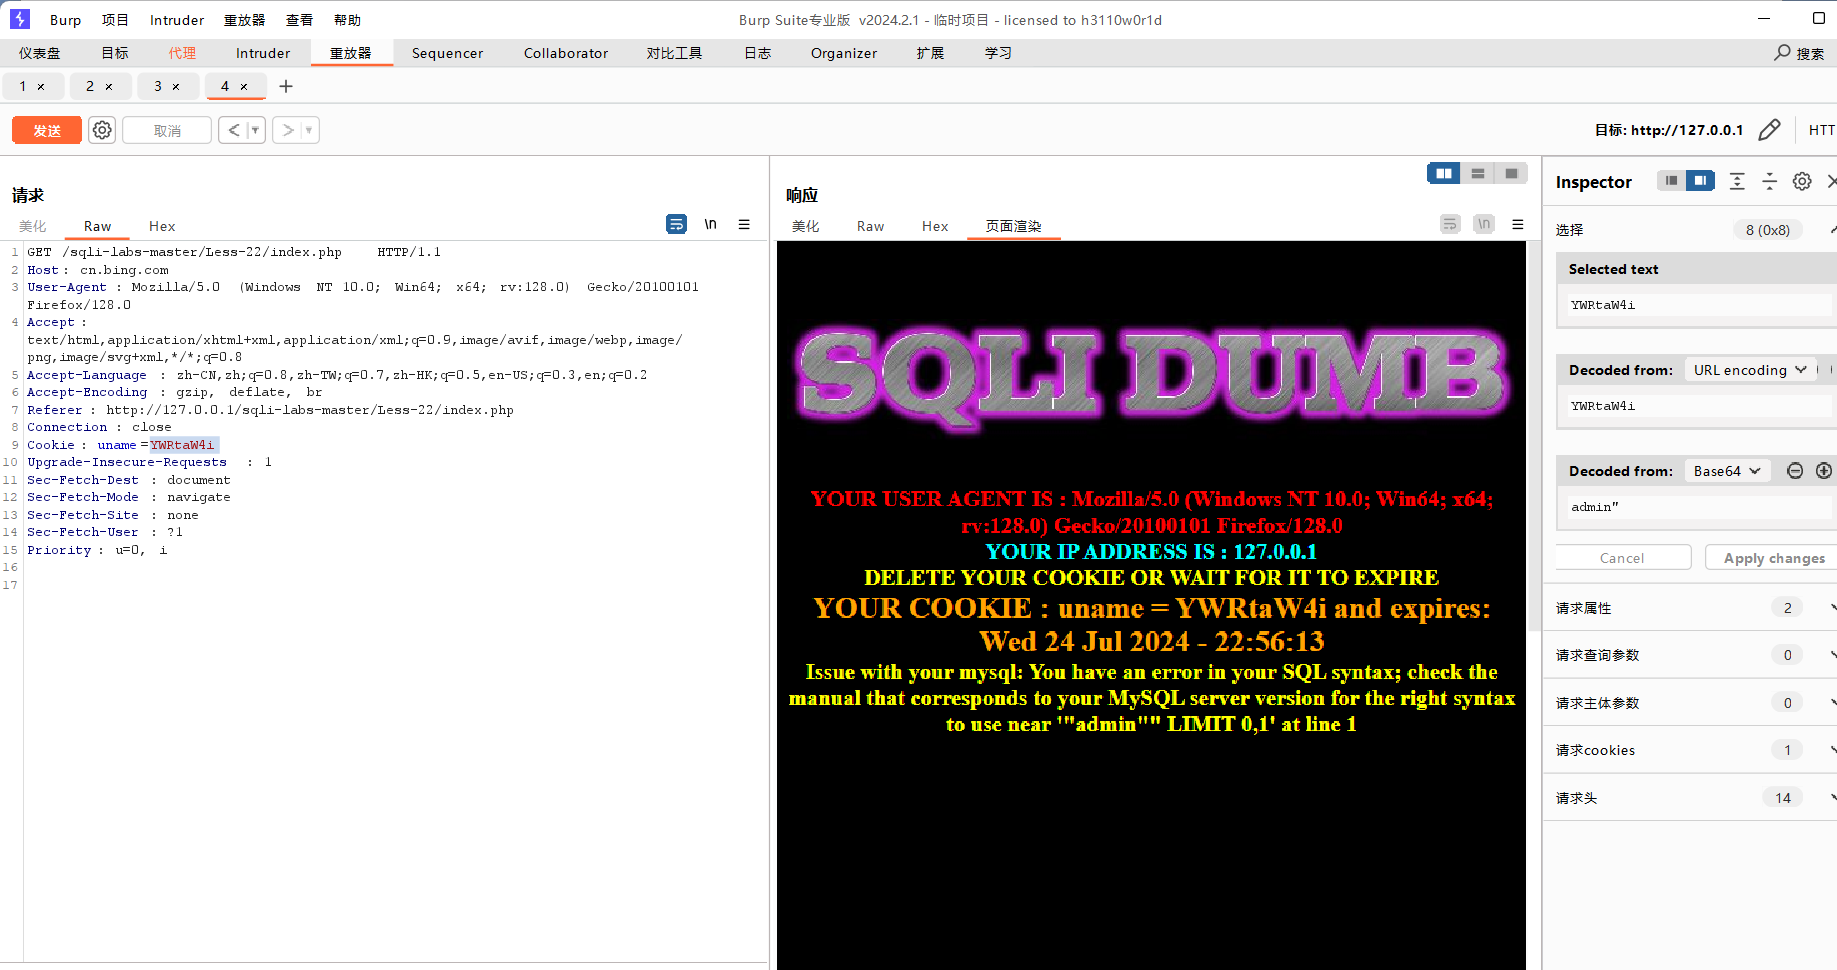 Burp 项目 Intruder 重放器 查看 帮助 Burp Suite专业版 v2024.2.1 - 临时项目 - licensed to h3110w0r1d
仪表盘 目标 代理 Intruder 重放器 Sequencer Collaborator 对比工具 日志 Organizer 扩展 学习 搜索
1 × 2 × 3 × 4 × +
发送 取消 < > 目标: http://127.0.0.1 HTT
请求
美化 Raw Hex \n
1 GET /sqli-labs-master/Less-22/index.php HTTP/1.1
2 Host: cn.bing.com
3 User-Agent: Mozilla/5.0 (Windows NT 10.0; Win64; x64; rv:128.0) Gecko/20100101
Firefox/128.0
4 Accept:
text/html,application/xhtml+xml,application/xml;q=0.9,image/avif,image/webp,image/
png,image/svg+xml,*/*;q=0.8
5 Accept-Language: zh-CN,zh;q=0.8,zh-TW;q=0.7,zh-HK;q=0.5,en-US;q=0.3,en;q=0.2
6 Accept-Encoding: gzip, deflate, br
7 Referer: http://127.0.0.1/sqli-labs-master/Less-22/index.php
8 Connection: close
9 Cookie: uname=YWRtaW4i
10 Upgrade-Insecure-Requests: 1
11 Sec-Fetch-Dest: document
12 Sec-Fetch-Mode: navigate
13 Sec-Fetch-Site: none
14 Sec-Fetch-User: ?1
15 Priority: u=0, i
16
17
响应
美化 Raw Hex 页面渲染 \n
SQLI DUMB
YOUR USER AGENT IS : Mozilla/5.0 (Windows NT 10.0; Win64; x64;
rv:128.0) Gecko/20100101 Firefox/128.0
YOUR IP ADDRESS IS : 127.0.0.1
DELETE YOUR COOKIE OR WAIT FOR IT TO EXPIRE
YOUR COOKIE : uname = YWRtaW4i and expires:
Wed 24 Jul 2024 - 22:56:13
Issue with your mysql: You have an error in your SQL syntax; check the
manual that corresponds to your MySQL server version for the right syntax
to use near '"admin"" LIMIT 0,1' at line 1
Inspector
选择 8 (0x8)
Selected text
YWRtaW4i
Decoded from: URL encoding
YWRtaW4i
Decoded from: Base64
admin"
Cancel Apply changes
请求属性 2
请求查询参数 0
请求主体参数 0
请求cookies 1
请求头 14